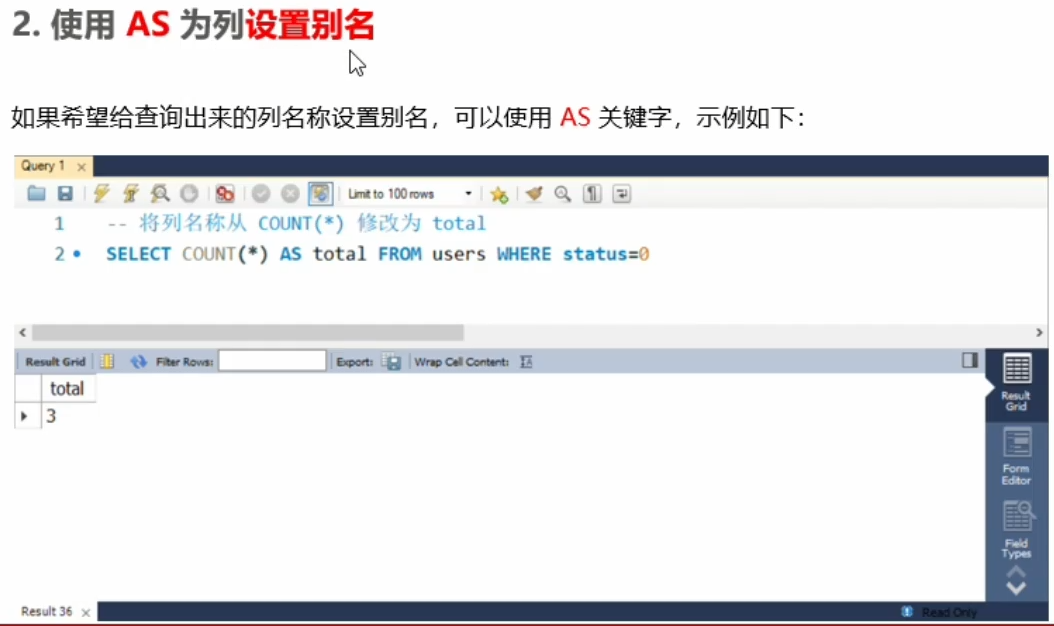 2. 使用 AS 为列设置别名
如果希望给查询出来的列名称设置别名，可以使用 AS 关键字，示例如下：
Query 1
Limit to 100 rows
1 -- 将列名称从 COUNT(*) 修改为 total
2 SELECT COUNT(*) AS total FROM users WHERE status=0
Result Grid Filter Rows: Export: Wrap Cell Content:
total
3
Result
Grid
Form
Editor
Field
Types
Result 36
Read Only